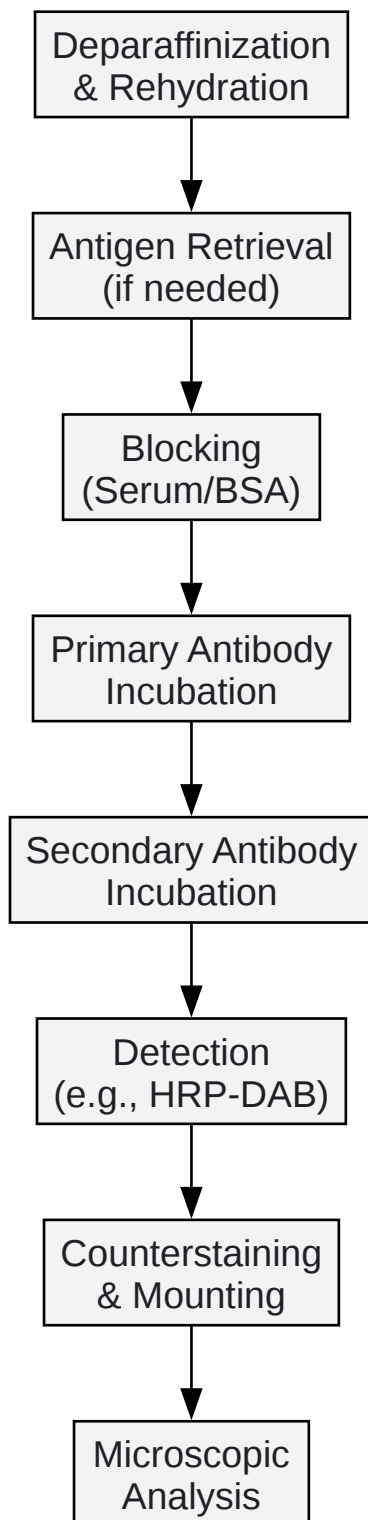 Deparaffinization
& Rehydration
Antigen Retrieval
(if needed)
Blocking
(Serum/BSA)
Primary Antibody
Incubation
Secondary Antibody
Incubation
Detection
(e.g., HRP-DAB)
Counterstaining
& Mounting
Microscopic
Analysis